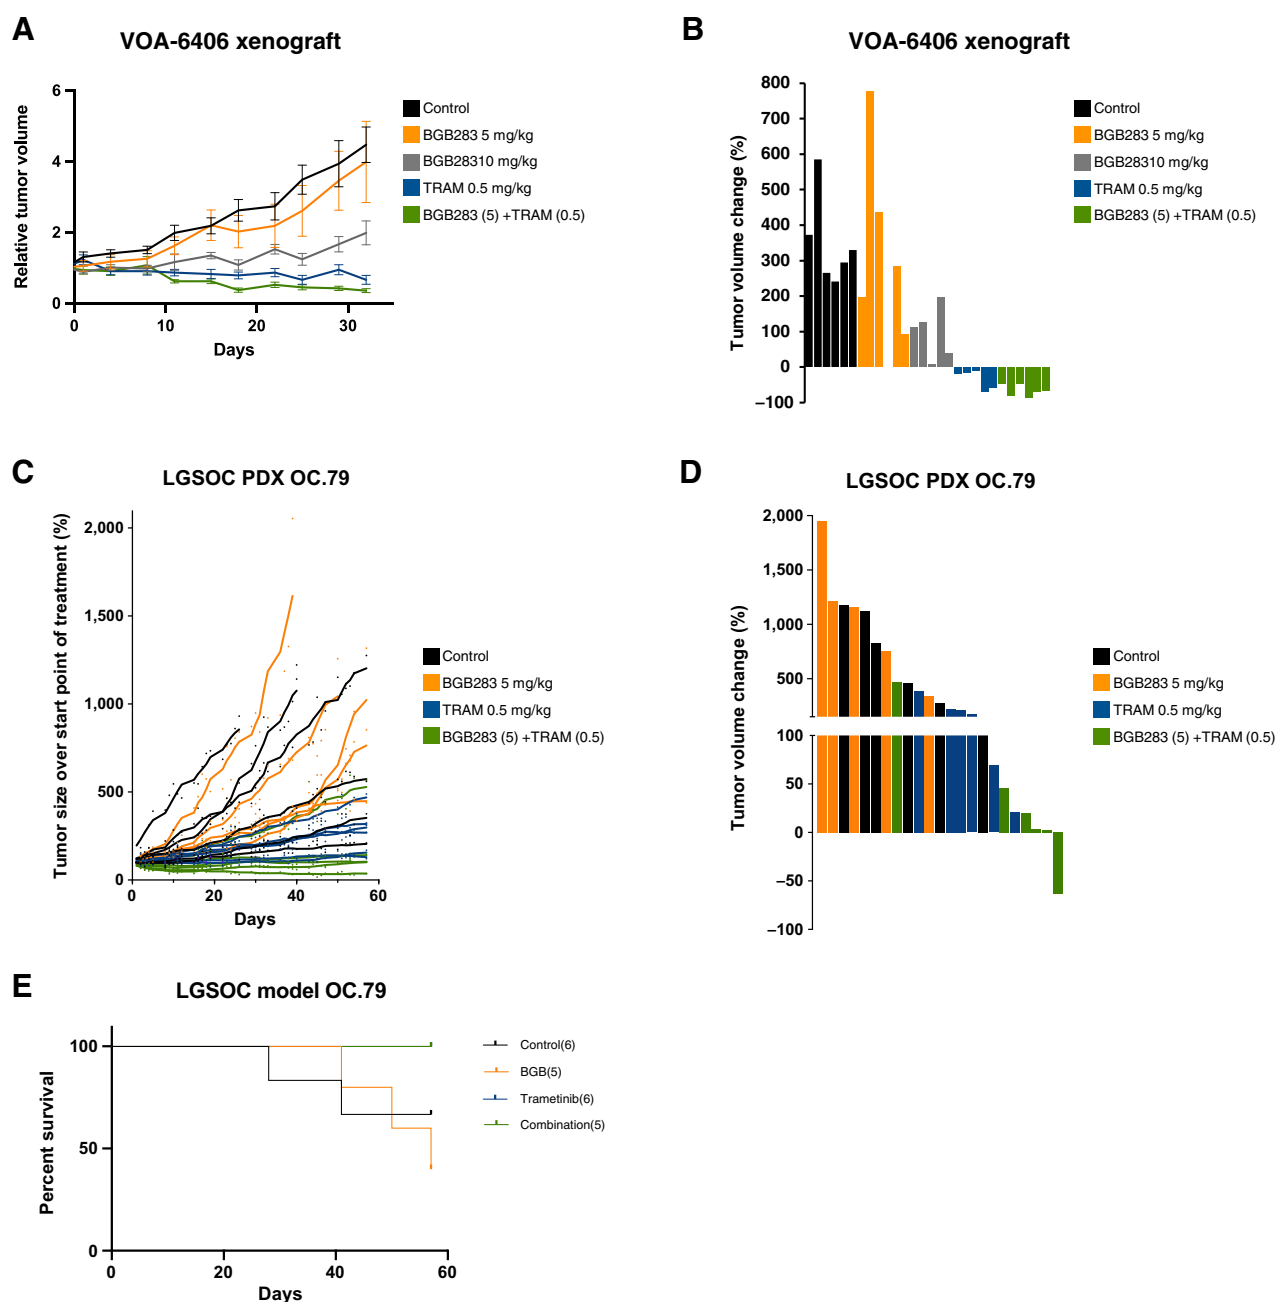 A
VOA-6406 xenograft
Relative tumor volume
6
4
2
0
0
10
20
30
Days
Control
BGB283 5 mg/kg
BGB28310 mg/kg
TRAM 0.5 mg/kg
BGB283 (5) +TRAM (0.5)
B
VOA-6406 xenograft
Tumor volume change (%)
800
700
600
500
400
300
200
100
0
−100
Control
BGB283 5 mg/kg
BGB28310 mg/kg
TRAM 0.5 mg/kg
BGB283 (5) +TRAM (0.5)
C
LGSOC PDX OC.79
Tumor size over start point of treatment (%)
2,000
1,500
1,000
500
0
0
20
40
60
Days
Control
BGB283 5 mg/kg
TRAM 0.5 mg/kg
BGB283 (5) +TRAM (0.5)
D
LGSOC PDX OC.79
Tumor volume change (%)
2,000
1,500
1,000
500
100
50
0
−50
−100
Control
BGB283 5 mg/kg
TRAM 0.5 mg/kg
BGB283 (5) +TRAM (0.5)
E
LGSOC model OC.79
Percent survival
100
50
0
0
20
40
60
Days
Control(6)
BGB(5)
Trametinib(6)
Combination(5)